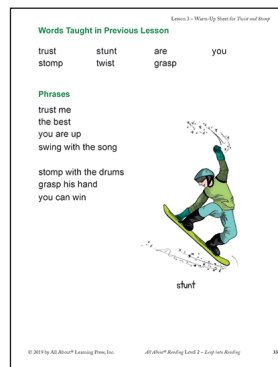 Lesson 3 – Warm-Up Sheet for Twist and Stomp
Words Taught in Previous Lesson
trust stunt are you
stomp twist grasp
Phrases
trust me
the best
you are up
swing with the song
stomp with the drums
grasp his hand
you can win
stunt
© 2019 by All About® Learning Press, Inc. All About® Reading Level 2 – Leap into Reading 33